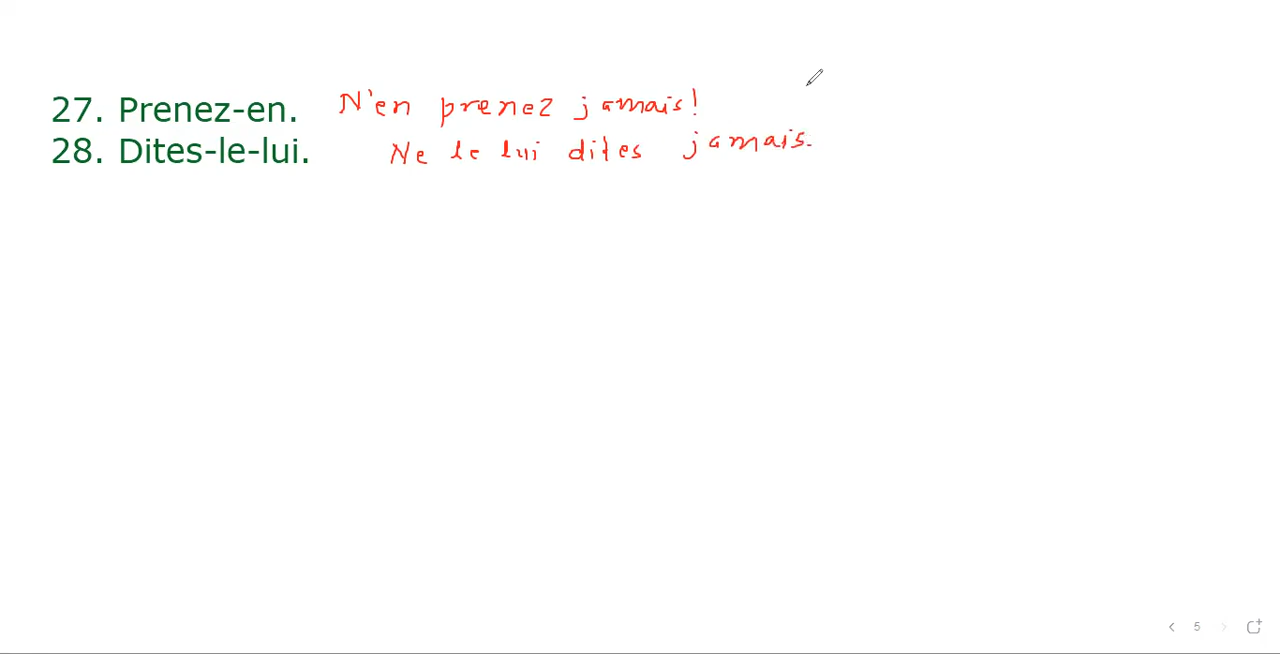 27. Prenez-en. N'en prenez jamais!
28. Dites-le-lui. Ne le lui dites jamais.
5